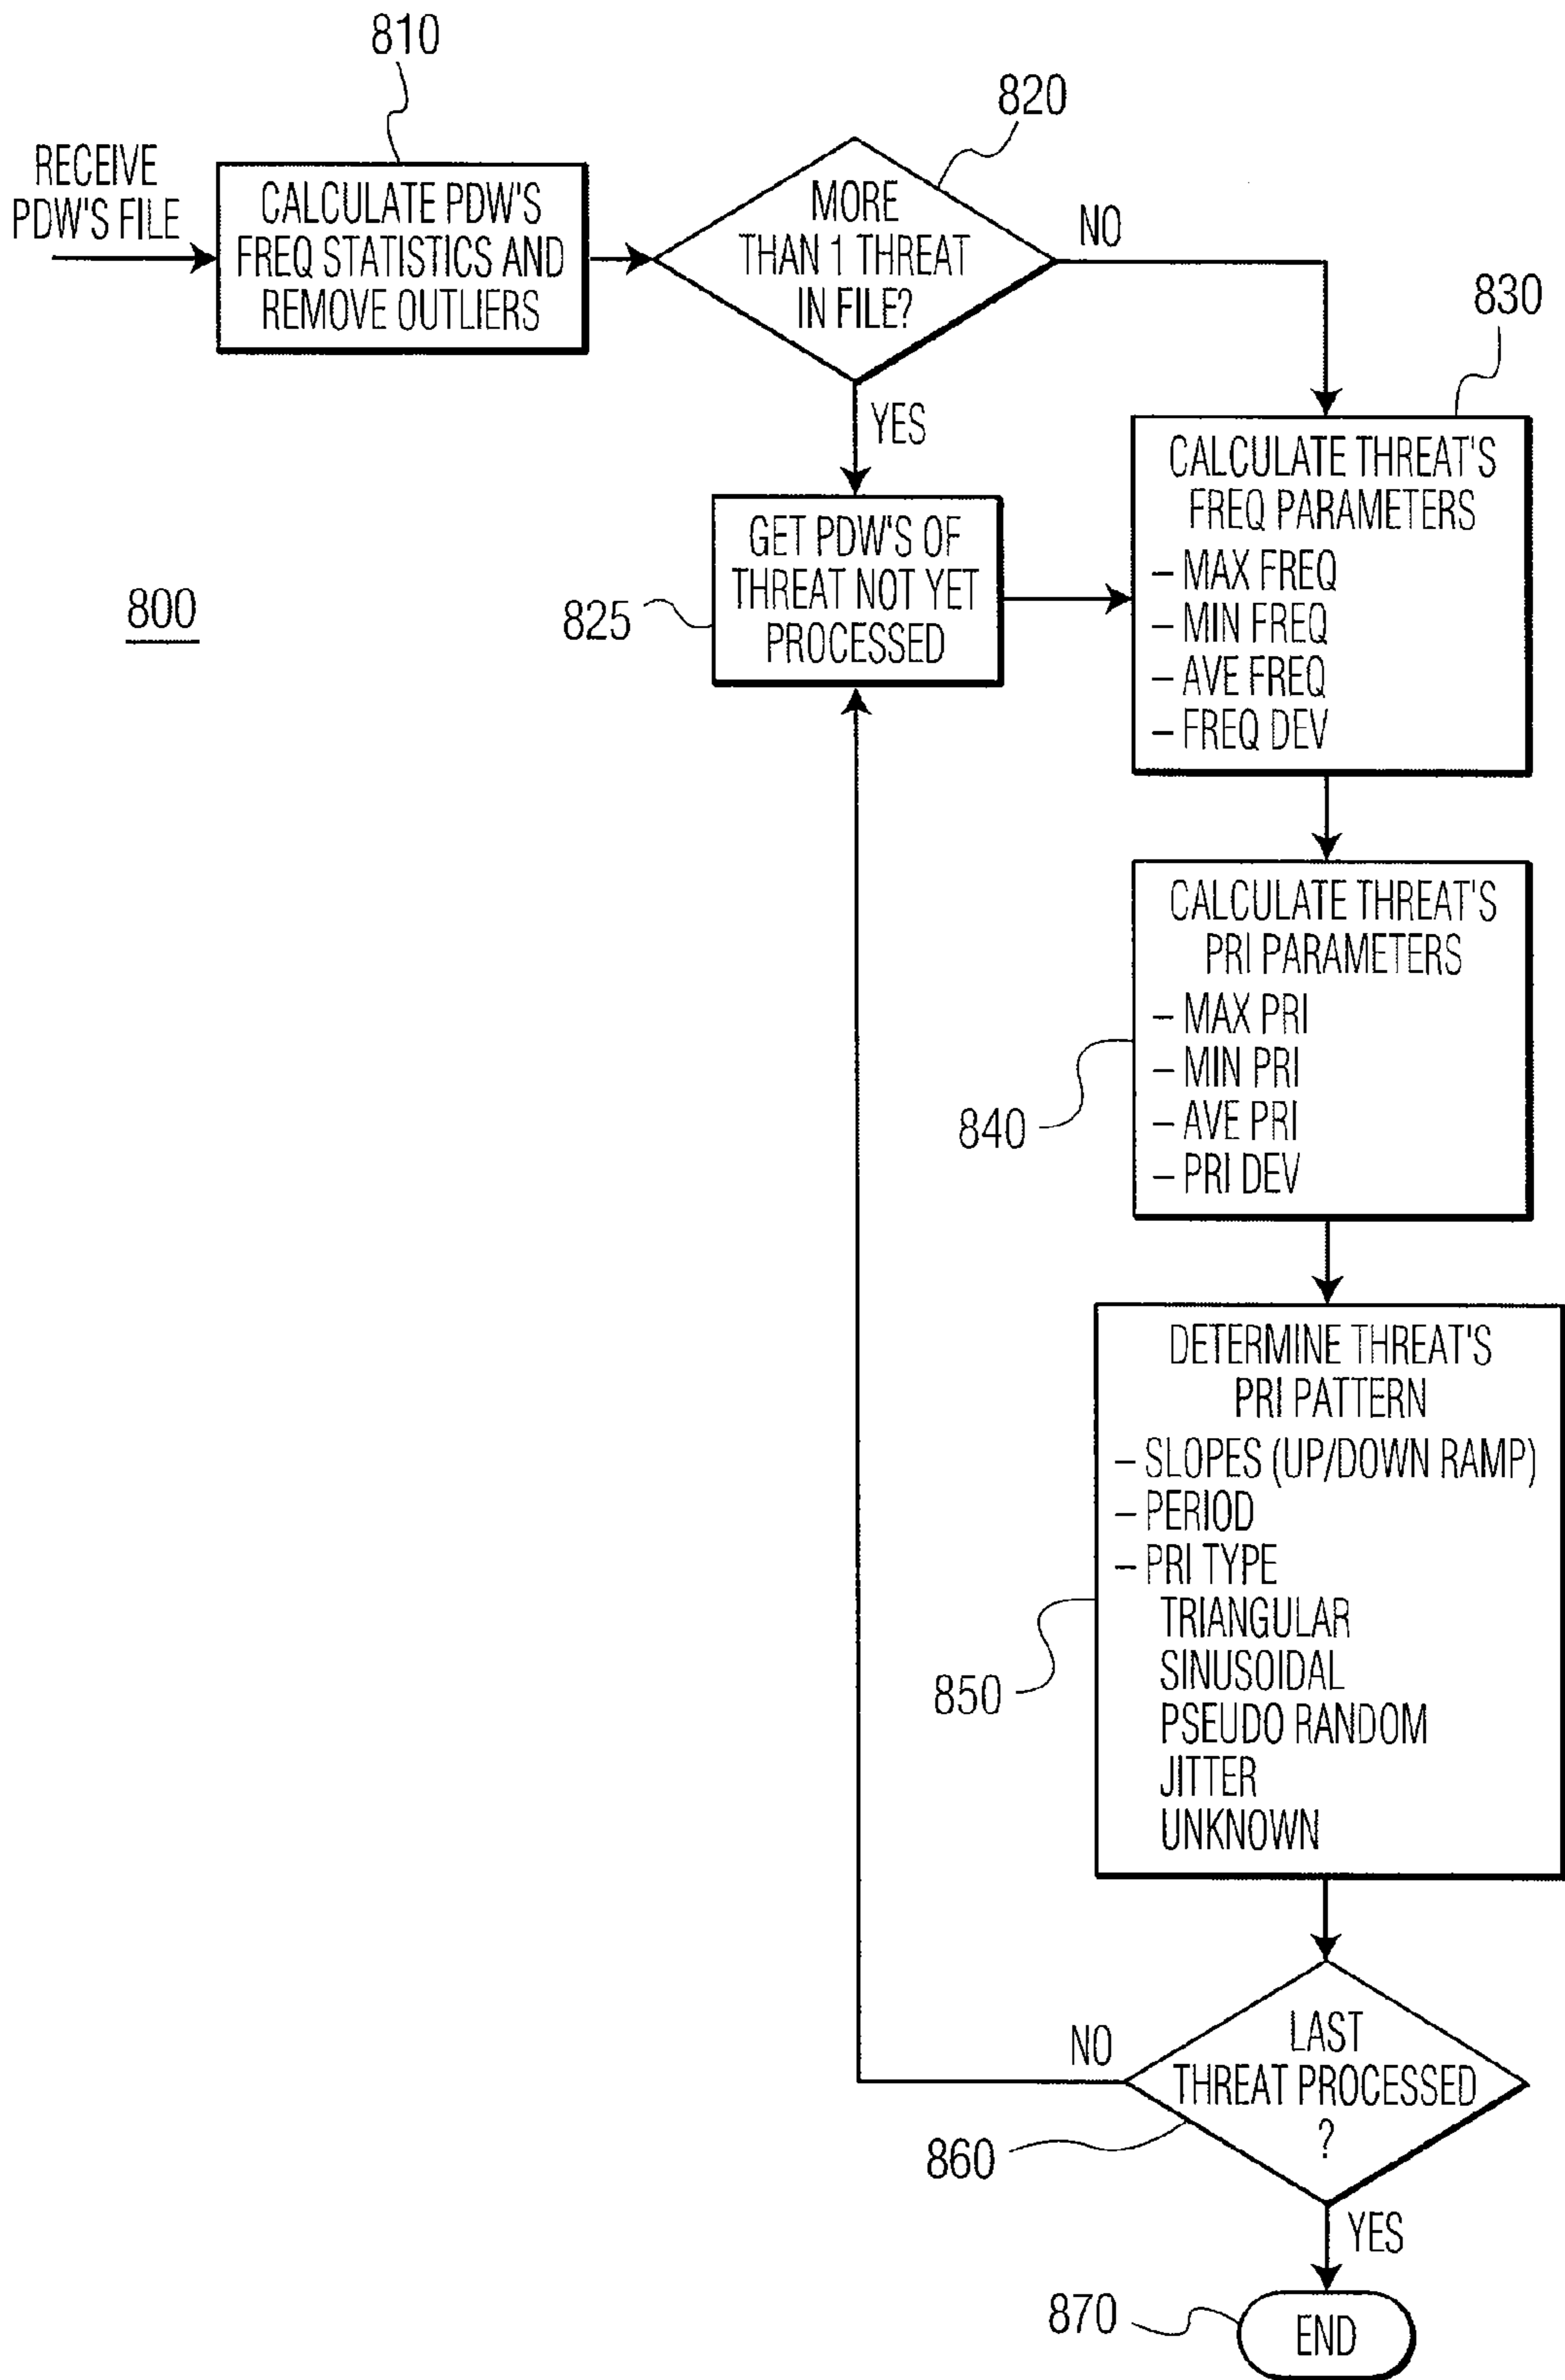 810
RECEIVE
PDW'S FILE
CALCULATE PDW'S
FREQ STATISTICS AND
REMOVE OUTLIERS
820
MORE
THAN 1 THREAT
IN FILE?
NO
YES
830
CALCULATE THREAT'S
FREQ PARAMETERS
– MAX FREQ
– MIN FREQ
– AVE FREQ
– FREQ DEV
GET PDW'S OF
THREAT NOT YET
PROCESSED
825
800
CALCULATE THREAT'S
PRI PARAMETERS
– MAX PRI
– MIN PRI
– AVE PRI
– PRI DEV
840
DETERMINE THREAT'S
PRI PATTERN
– SLOPES (UP/DOWN RAMP)
– PERIOD
– PRI TYPE
TRIANGULAR
SINUSOIDAL
PSEUDO RANDOM
JITTER
UNKNOWN
850
NO
LAST
THREAT PROCESSED
?
860
YES
870
END